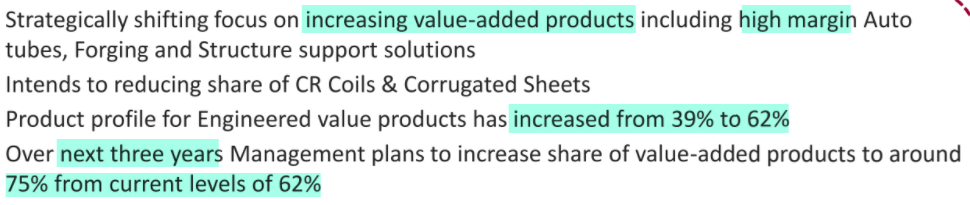 Strategically shifting focus on increasing value-added products including high margin Auto
tubes, Forging and Structure support solutions
Intends to reducing share of CR Coils & Corrugated Sheets
Product profile for Engineered value products has increased from 39% to 62%
Over next three years Management plans to increase share of value-added products to around
75% from current levels of 62%